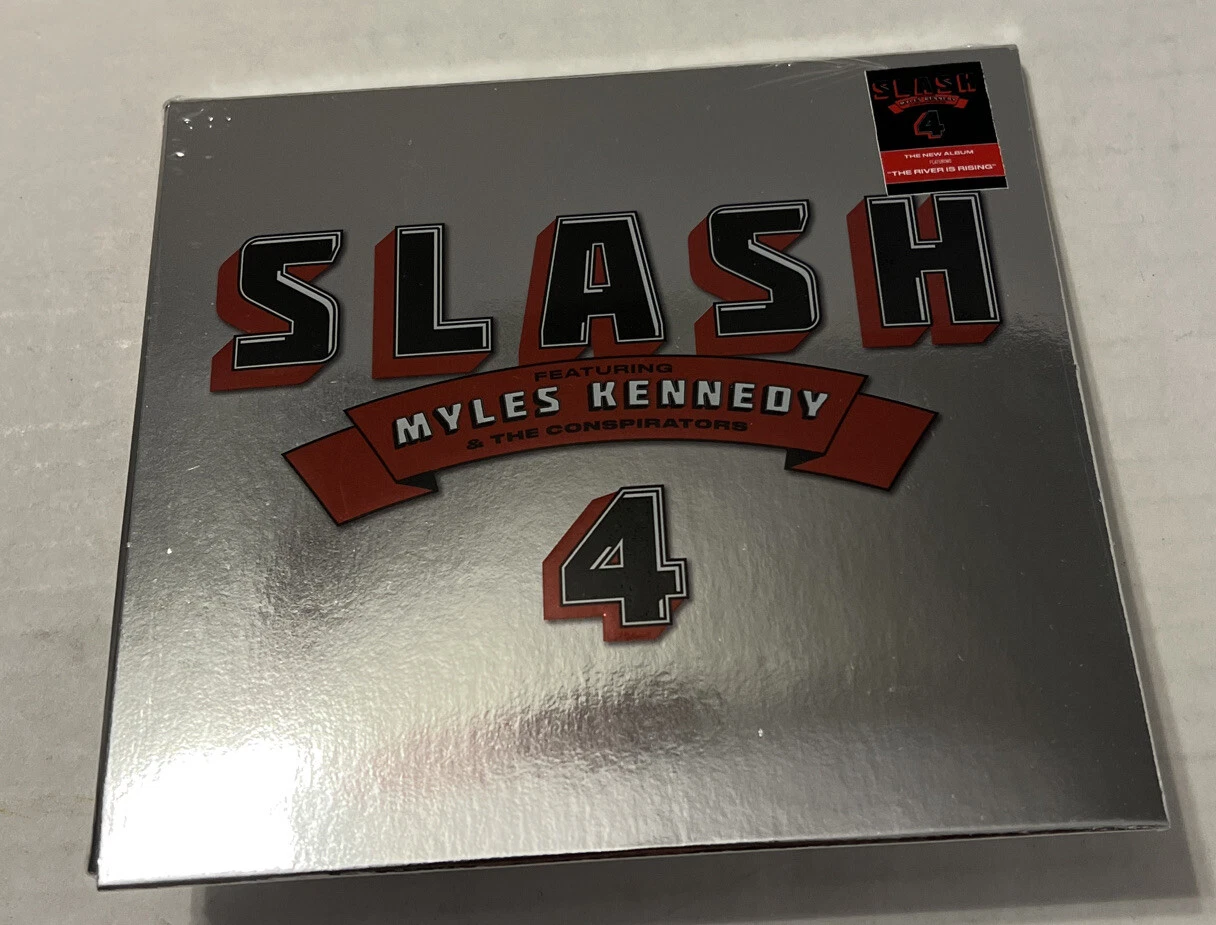 SLASH
4
THE NEW ALBUM
FEATURING
"THE RIVER IS RISING"
SLASH
FEATURING
MYLES KENNEDY
& THE CONSPIRATORS
4